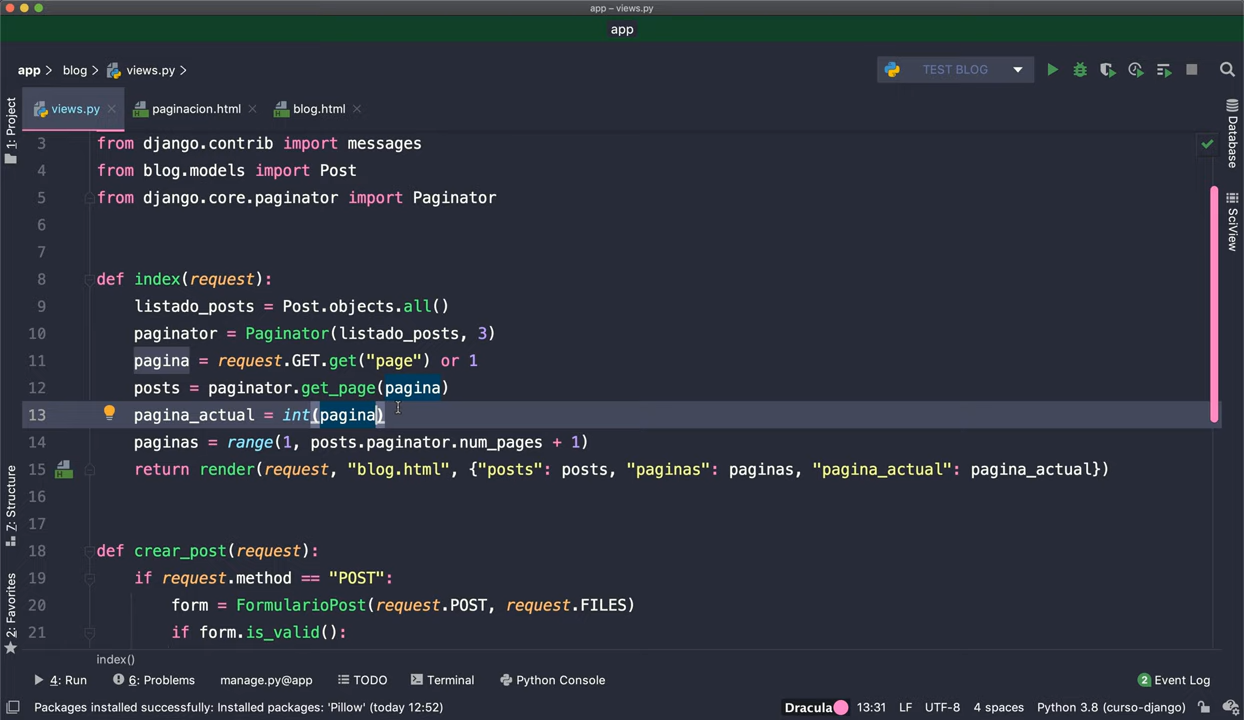 app – views.py
app
app > blog > views.py >
TEST BLOG
views.py
paginacion.html
blog.html
1: Project
Database
SciView
7: Structure
2: Favorites
3 from django.contrib import messages
4 from blog.models import Post
5 from django.core.paginator import Paginator
6
7
8 def index(request):
9 listado_posts = Post.objects.all()
10 paginator = Paginator(listado_posts, 3)
11 pagina = request.GET.get("page") or 1
12 posts = paginator.get_page(pagina)
13 pagina_actual = int(pagina)
14 paginas = range(1, posts.paginator.num_pages + 1)
15 return render(request, "blog.html", {"posts": posts, "paginas": paginas, "pagina_actual": pagina_actual})
16
17
18 def crear_post(request):
19 if request.method == "POST":
20 form = FormularioPost(request.POST, request.FILES)
21 if form.is_valid():
index()
4: Run
6: Problems
manage.py@app
TODO
Terminal
Python Console
2 Event Log
Packages installed successfully: Installed packages: 'Pillow' (today 12:52)
Dracula
13:31
LF
UTF-8
4 spaces
Python 3.8 (curso-django)